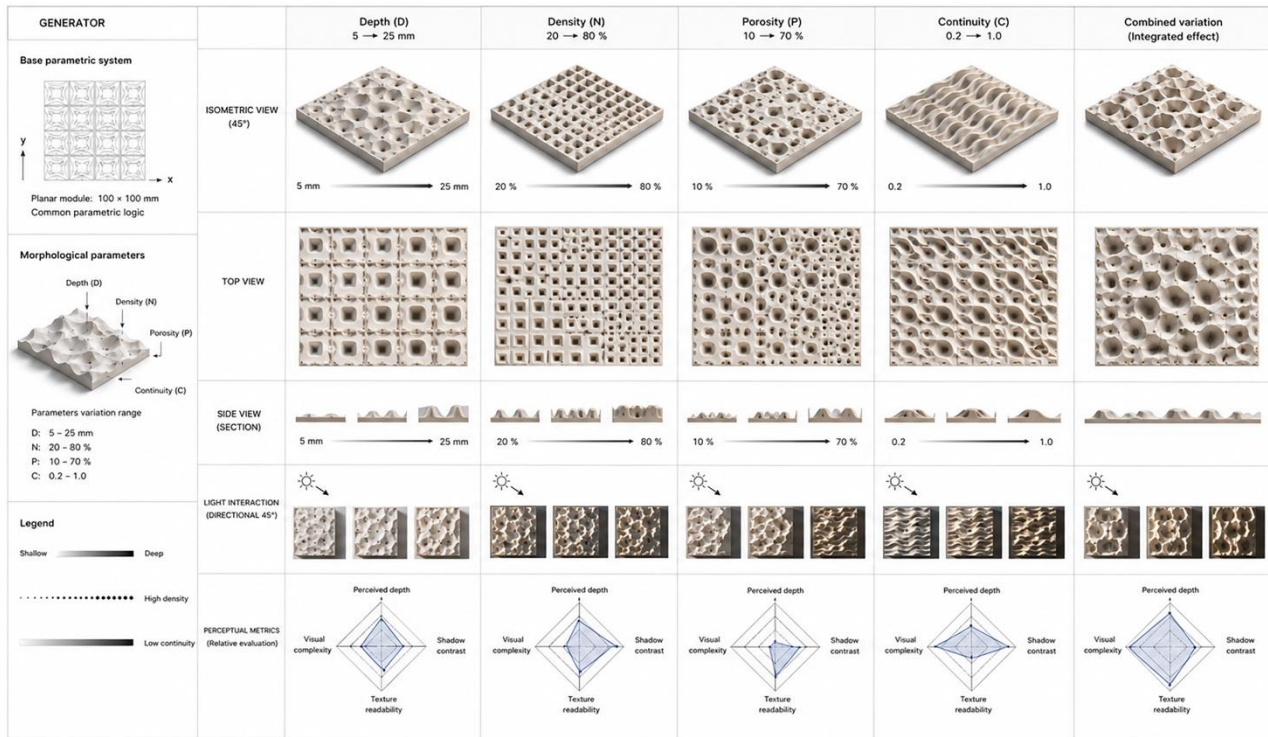 GENERATOR
Base parametric system
y
x
Planar module: 100 × 100 mm
Common parametric logic
Morphological parameters
Depth (D)
Density (N)
Porosity (P)
Continuity (C)
Parameters variation range
D: 5 – 25 mm
N: 20 – 80 %
P: 10 – 70 %
C: 0.2 – 1.0
Legend
Shallow Deep
High density
Low continuity
Depth (D)
5 → 25 mm
Density (N)
20 → 80 %
Porosity (P)
10 → 70 %
Continuity (C)
0.2 → 1.0
Combined variation
(Integrated effect)
ISOMETRIC VIEW
(45°)
5 mm 25 mm
20 % 80 %
10 % 70 %
0.2 1.0
TOP VIEW
SIDE VIEW
(SECTION)
5 mm 25 mm
20 % 80 %
10 % 70 %
0.2 1.0
LIGHT INTERACTION
(DIRECTIONAL 45°)
PERCEPTUAL METRICS
(Relative evaluation)
Perceived depth
Visual complexity
Shadow contrast
Texture readability
Perceived depth
Visual complexity
Shadow contrast
Texture readability
Perceived depth
Visual complexity
Shadow contrast
Texture readability
Perceived depth
Visual complexity
Shadow contrast
Texture readability
Perceived depth
Visual complexity
Shadow contrast
Texture readability